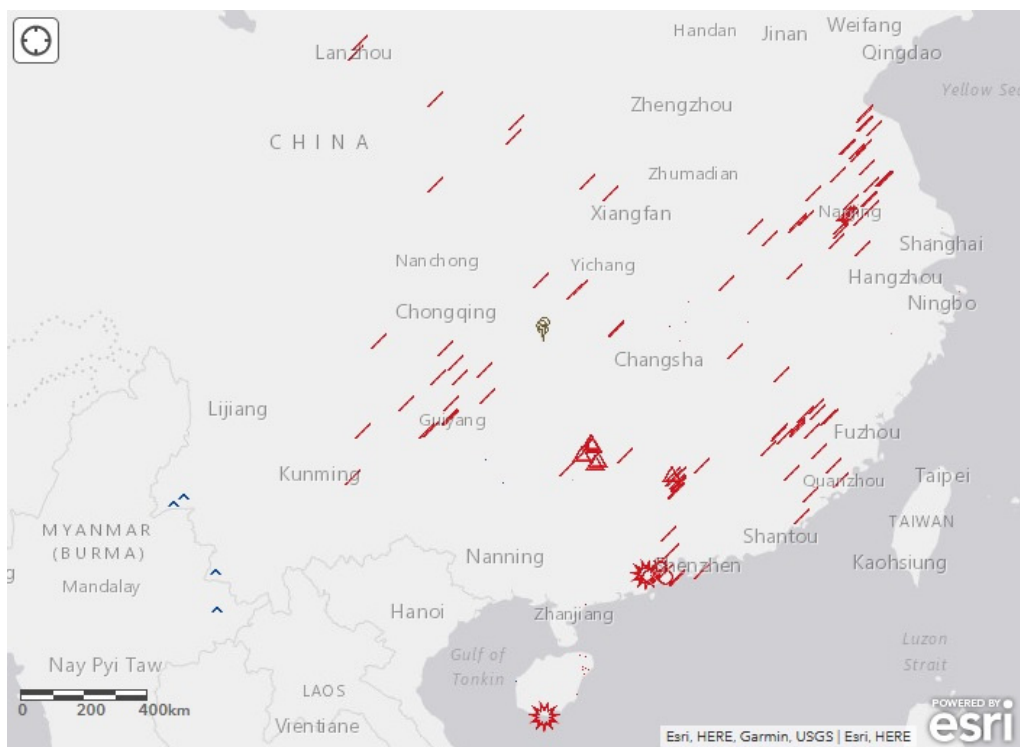 Handan
Jinan
Weifang
Lanzhou
Qingdao
Yellow Sea
Zhengzhou
CHINA
Zhumadian
Xiangfan
Nanjing
Shanghai
Nanchong
Yichang
Hangzhou
Ningbo
Chongqing
Changsha
Lijiang
Guiyang
Fuzhou
Kunming
Quanzhou
Taipei
MYANMAR
(BURMA)
TAIWAN
Shantou
Nanning
Shenzhen
Kaohsiung
Mandalay
Hanoi
Zhanjiang
Gulf of
Tonkin
Luzon
Strait
Nay Pyi Taw
LAOS
0 200 400km
Vientiane
POWERED BY
esri
Esri, HERE, Garmin, USGS | Esri, HERE